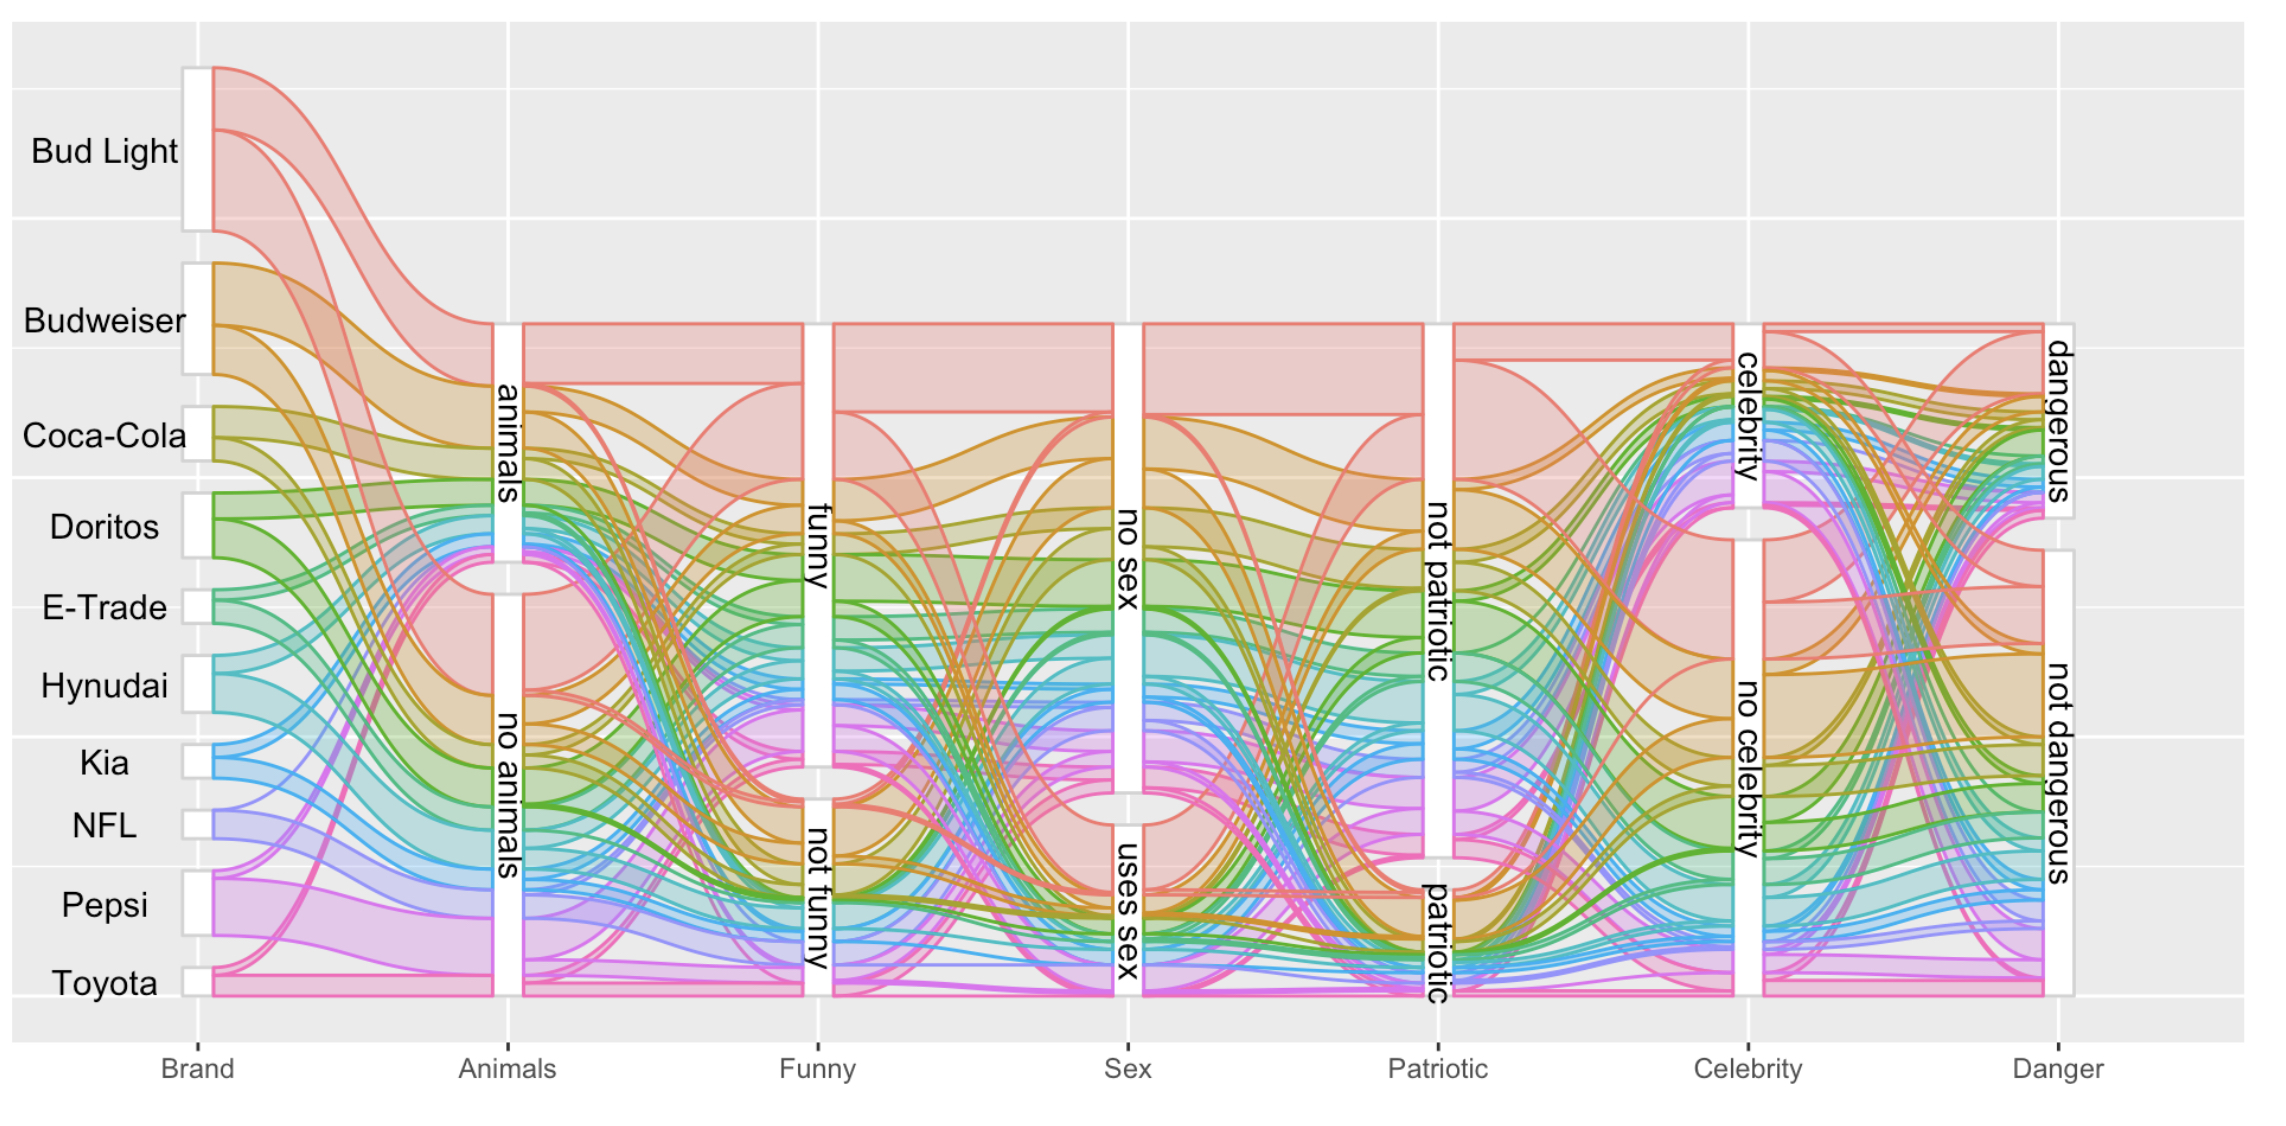 Bud Light
Budweiser
Coca-Cola
Doritos
E-Trade
Hynudai
Kia
NFL
Pepsi
Toyota
animals
no animals
funny
not funny
no sex
uses sex
not patriotic
patriotic
celebrity
no celebrity
dangerous
not dangerous
Brand
Animals
Funny
Sex
Patriotic
Celebrity
Danger